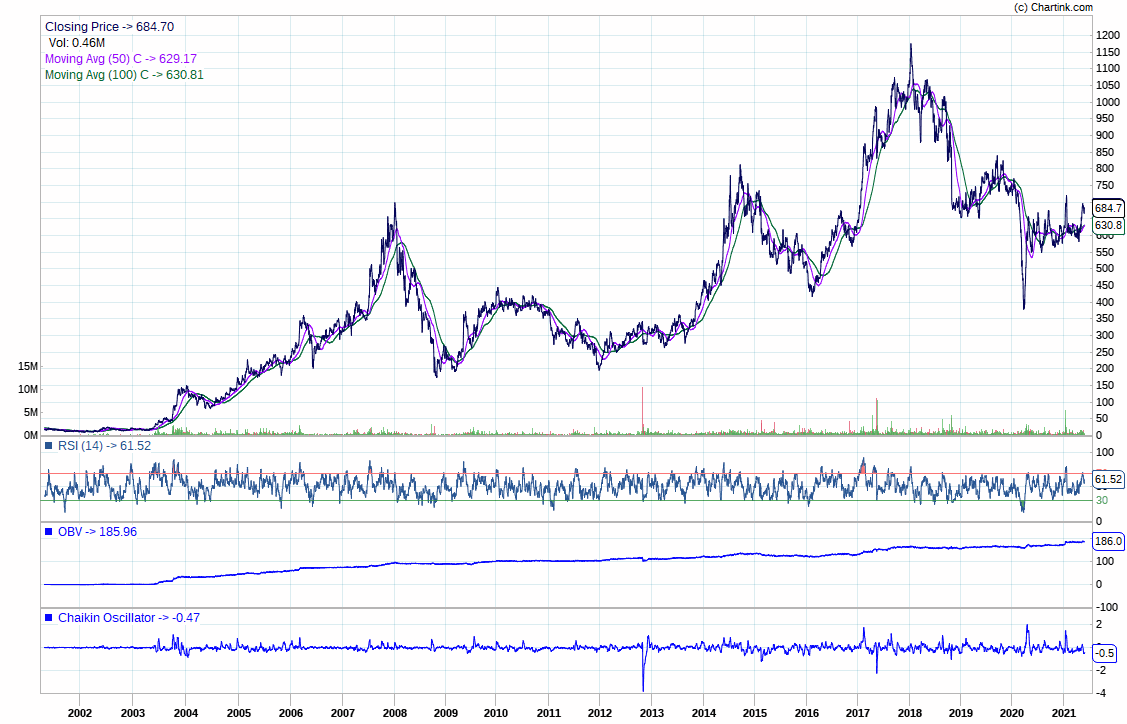 (c) Chartink.com
Closing Price -> 684.70
Vol: 0.46M
Moving Avg (50) C -> 629.17
Moving Avg (100) C -> 630.81
1200
1150
1100
1050
1000
950
900
850
800
750
684.7
630.8
600
550
500
450
400
350
300
250
200
150
100
50
0
15M
10M
5M
0M
RSI (14) -> 61.52
100
61.52
30
0
OBV -> 185.96
186.0
100
0
-100
Chaikin Oscillator -> -0.47
2
0
-0.5
-2
-4
2002 2003 2004 2005 2006 2007 2008 2009 2010 2011 2012 2013 2014 2015 2016 2017 2018 2019 2020 2021